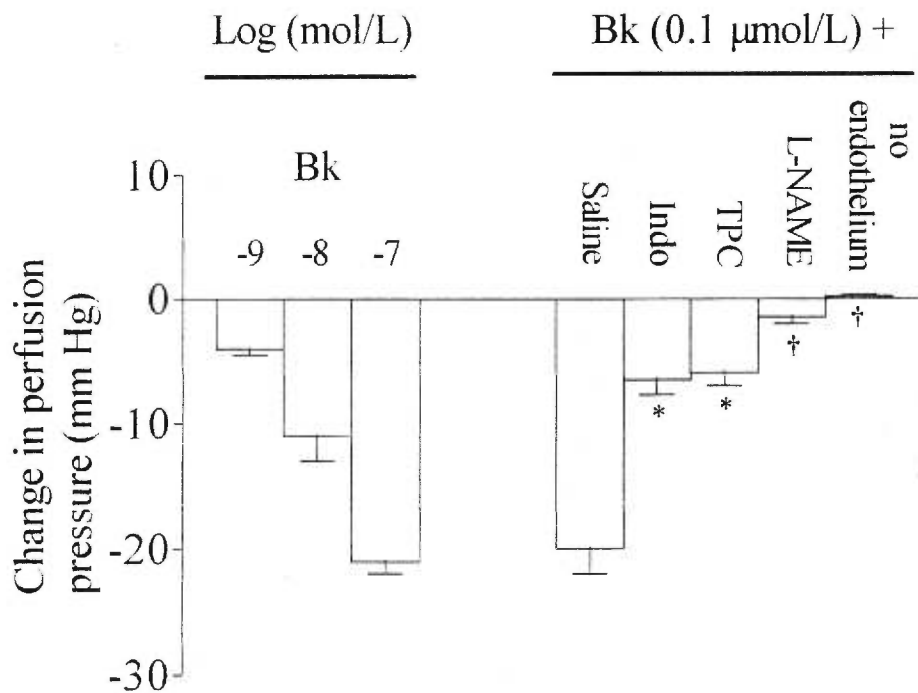 Log (mol/L)
Bk (0.1 μmol/L) +
Bk
-9
-8
-7
Saline
Indo
TPC
L-NAME
no
endothelium
10
0
-10
-20
-30
Change in perfusion
pressure (mm Hg)
*
*
†
†